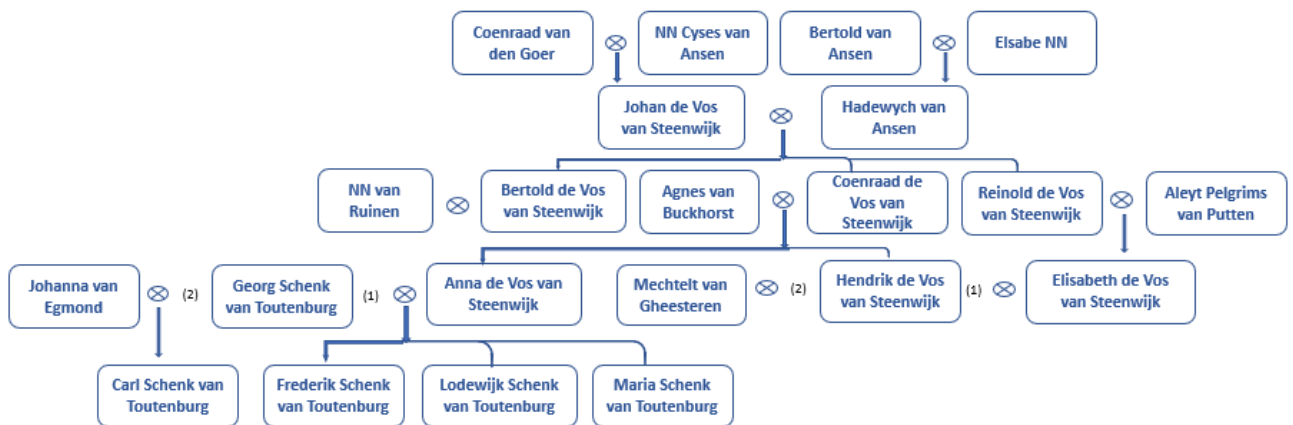 Coenraad van
den Goer
NN Cyses van
Ansen
Bertold van
Ansen
Elsabe NN
Johan de Vos
van Steenwijk
Hadewych van
Ansen
NN van
Ruinen
Bertold de Vos
van Steenwijk
Agnes van
Buckhorst
Coenraad de
Vos van
Steenwijk
Reinold de Vos
van Steenwijk
Aleyt Pelgrims
van Putten
Johanna van
Egmond
(2)
Georg Schenk
van Toutenburg
(1)
Anna de Vos van
Steenwijk
Mechtelt van
Gheesteren
(2)
Hendrik de Vos
van Steenwijk
(1)
Elisabeth de Vos
van Steenwijk
Carl Schenk van
Toutenburg
Frederik Schenk
van Toutenburg
Lodewijk Schenk
van Toutenburg
Maria Schenk
van Toutenburg